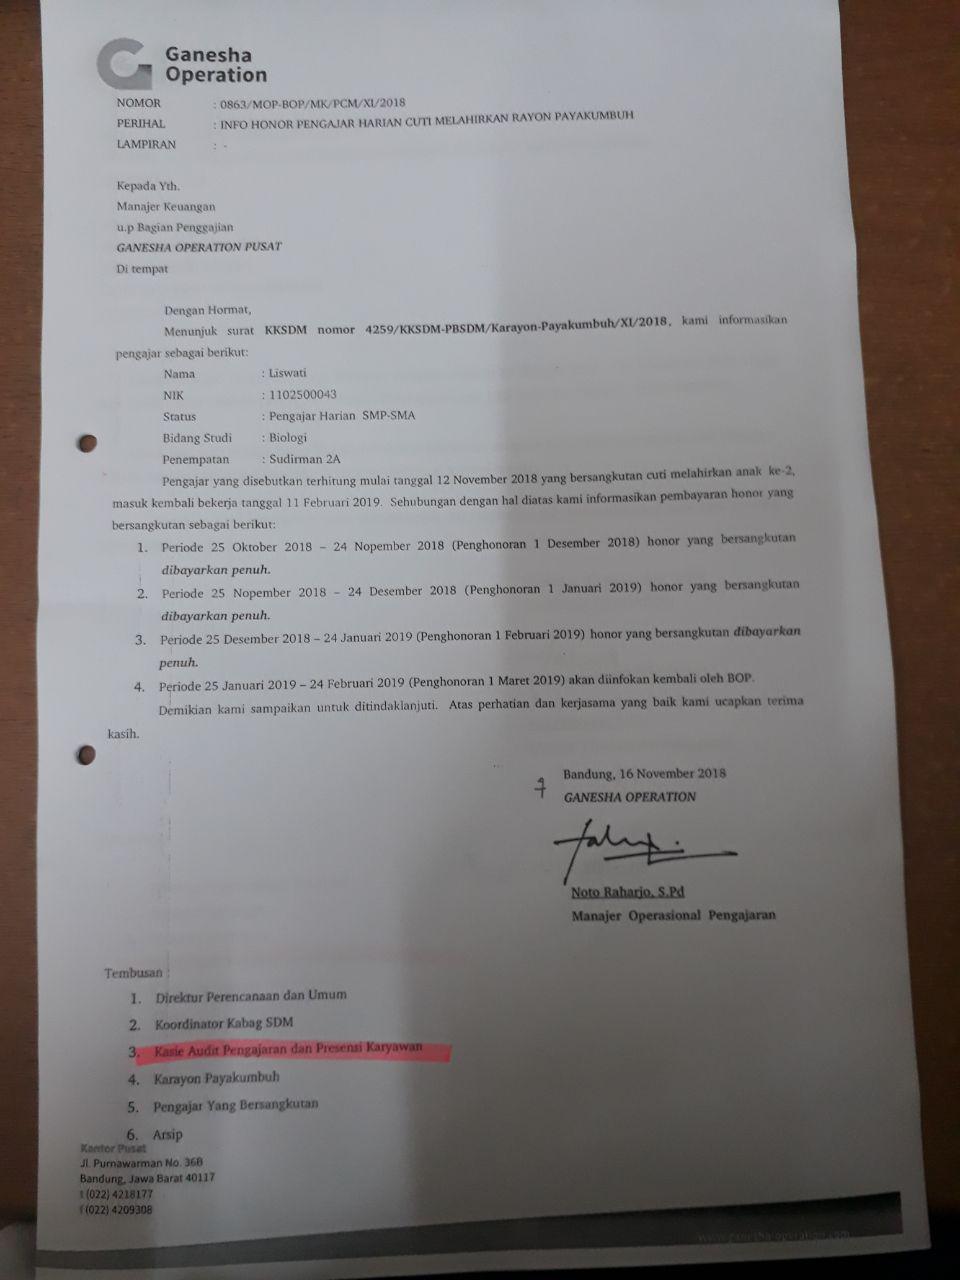 Ganesha
Operation
NOMOR : 0863/MOP-BOP/MK/PCM/XI/2018
PERIHAL : INFO HONOR PENGAJAR HARIAN CUTI MELAHIRKAN RAYON PAYAKUMBUH
LAMPIRAN : -
Kepada Yth.
Manajer Keuangan
u.p Bagian Penggajian
GANESHA OPERATION PUSAT
Di tempat
Dengan Hormat,
Menunjuk surat KKSDM nomor 4259/KKSDM-PBSDM/Karayon-Payakumbuh/XI/2018, kami informasikan
pengajar sebagai berikut:
Nama : Liswati
NIK : 1102500043
Status : Pengajar Harian SMP-SMA
Bidang Studi : Biologi
Penempatan : Sudirman 2A
Pengajar yang disebutkan terhitung mulai tanggal 12 November 2018 yang bersangkutan cuti melahirkan anak ke-2,
masuk kembali bekerja tanggal 11 Februari 2019. Sehubungan dengan hal diatas kami informasikan pembayaran honor yang
bersangkutan sebagai berikut:
1. Periode 25 Oktober 2018 – 24 Nopember 2018 (Penghonoran 1 Desember 2018) honor yang bersangkutan
dibayarkan penuh.
2. Periode 25 Nopember 2018 – 24 Desember 2018 (Penghonoran 1 Januari 2019) honor yang bersangkutan
dibayarkan penuh.
3. Periode 25 Desember 2018 – 24 Januari 2019 (Penghonoran 1 Februari 2019) honor yang bersangkutan dibayarkan
penuh.
4. Periode 25 Januari 2019 – 24 Februari 2019 (Penghonoran 1 Maret 2019) akan diinfokan kembali oleh BOP.
Demikian kami sampaikan untuk ditindaklanjuti. Atas perhatian dan kerjasama yang baik kami ucapkan terima
kasih.
Bandung, 16 November 2018
GANESHA OPERATION
Noto Raharjo, S.Pd
Manajer Operasional Pengajaran
Tembusan :
1. Direktur Perencanaan dan Umum
2. Koordinator Kabag SDM
3. Kasie Audit Pengajaran dan Presensi Karyawan
4. Karayon Payakumbuh
5. Pengajar Yang Bersangkutan
6. Arsip
Kantor Pusat
Jl. Purnawarman No. 36B
Bandung, Jawa Barat 40117
t (022) 4218177
f (022) 4209308
www.ganesha-operation.com